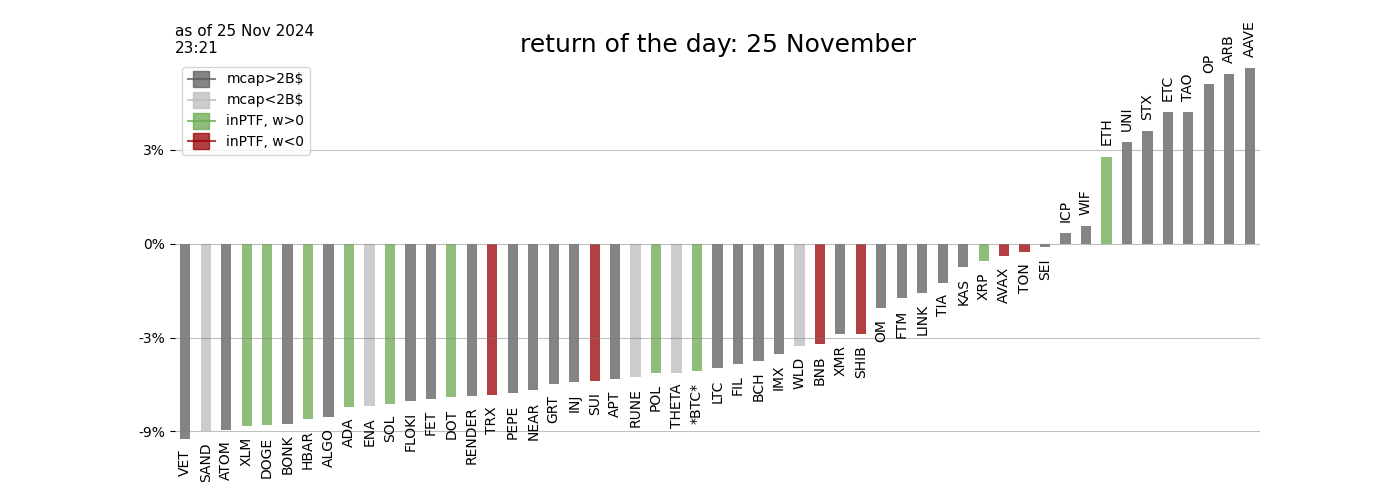 as of 25 Nov 2024
23:21
return of the day: 25 November
mcap>2B$
mcap<2B$
inPTF, w>0
inPTF, w<0
3%
0%
-3%
-9%
VET
SAND
ATOM
XLM
DOGE
BONK
HBAR
ALGO
ADA
ENA
SOL
FLOKI
FET
DOT
RENDER
TRX
PEPE
NEAR
GRT
INJ
SUI
APT
RUNE
POL
THETA
*BTC*
LTC
FIL
BCH
IMX
WLD
BNB
XMR
SHIB
OM
FTM
LINK
TIA
KAS
XRP
AVAX
TON
SEI
ICP
WIF
ETH
UNI
STX
ETC
TAO
OP
ARB
AAVE